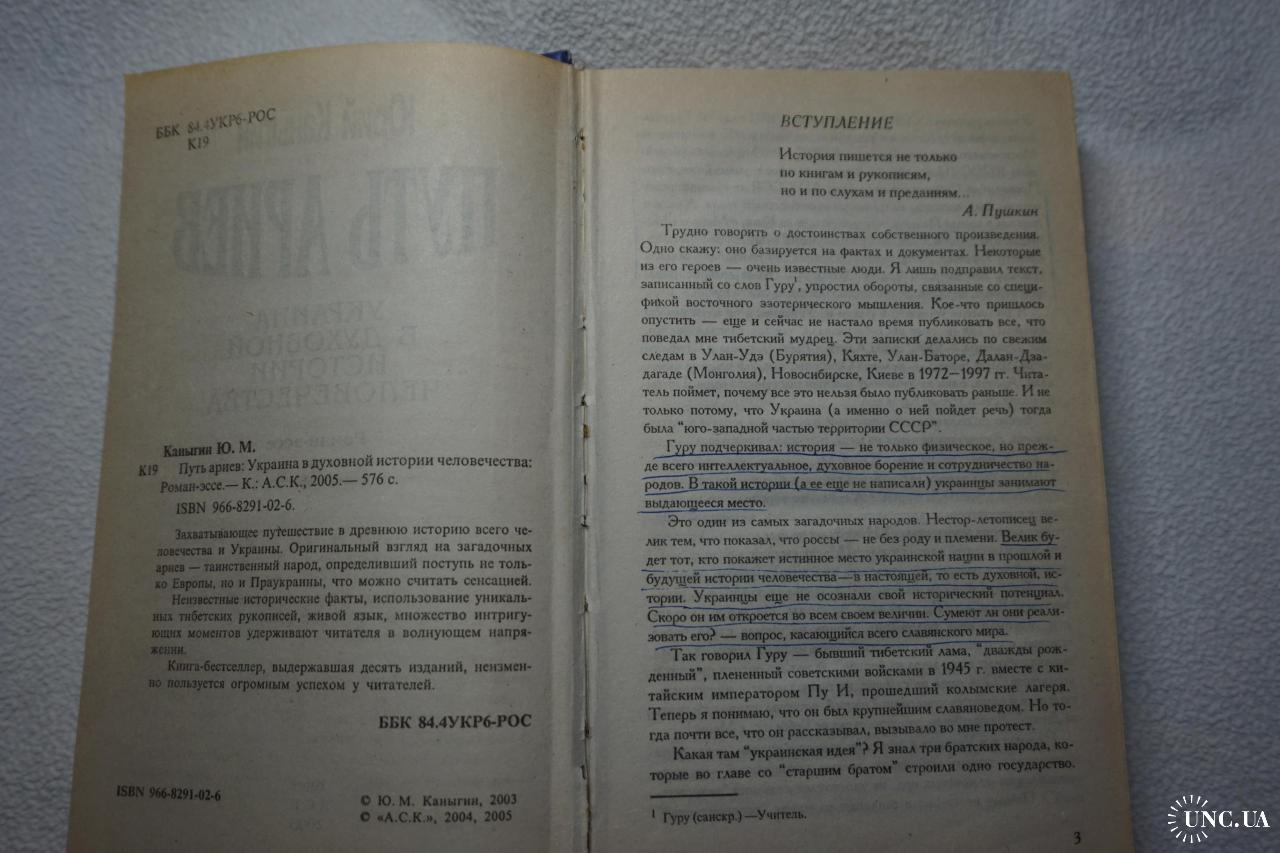 ББК 84.4УКР6-РОС
К19
Каныгин Ю. М.
К19 Путь ариев: Украина в духовной истории человечества:
Роман-эссе.— К.: А.С.К., 2005.— 576 с.
ISBN 966-8291-02-6.
Захватывающее путешествие в древнюю историю всего че-
ловечества и Украины. Оригинальный взгляд на загадочных
ариев — таинственный народ, определивший поступь не толь-
ко Европы, но и Праукраины, что можно считать сенсацией.
Неизвестные исторические факты, использование уникаль-
ных тибетских рукописей, живой язык, множество интригу-
ющих моментов удерживают читателя в волнующем напря-
жении.
Книга-бестселлер, выдержавшая десять изданий, неизмен-
но пользуется огромным успехом у читателей.
ББК 84.4УКР6-РОС
ISBN 966-8291-02-6
© Ю. М. Каныгин, 2003
© «А.С.К.», 2004, 2005
ВСТУПЛЕНИЕ
История пишется не только
по книгам и рукописям,
но и по слухам и преданиям...
А. Пушкин
Трудно говорить о достоинствах собственного произведения.
Одно скажу: оно базируется на фактах и документах. Некоторые
из его героев — очень известные люди. Я лишь подправил текст,
записанный со слов Гуру¹, упростил обороты, связанные со специ-
фикой восточного эзотерического мышления. Кое-что пришлось
опустить — еще и сейчас не настало время публиковать все, что
поведал мне тибетский мудрец. Эти записки делались по свежим
следам в Улан-Удэ (Бурятия), Кяхте, Улан-Баторе, Далан-Дза-
дагаде (Монголия), Новосибирске, Киеве в 1972—1997 гг. Чита-
тель поймет, почему все это нельзя было публиковать раньше. И не
только потому, что Украина (а именно о ней пойдет речь) тогда
была "юго-западной частью территории СССР".
Гуру подчеркивал: история — не только физическое, но преж-
де всего интеллектуальное, духовное борение и сотрудничество на-
родов. В такой истории (а ее еще не написали) украинцы занимают
выдающееся место.
Это один из самых загадочных народов. Нестор-летописец ве-
лик тем, что показал, что россы — не без роду и племени. Велик бу-
дет тот, кто покажет истинное место украинской нации в прошлой и
будущей истории человечества—в настоящей, то есть духовной, ис-
тории. Украинцы еще не осознали свой исторический потенциал.
Скоро он им откроется во всем своем величии. Сумеют ли они реали-
зовать его? — вопрос, касающийся всего славянского мира.
Так говорил Гуру — бывший тибетский лама, "дважды рож-
денный", плененный советскими войсками в 1945 г. вместе с ки-
тайским императором Пу И, прошедший колымские лагеря.
Теперь я понимаю, что он был крупнейшим славяноведом. Но то-
гда почти все, что он рассказывал, вызывало во мне протест.
Какая там "украинская идея"? Я знал три братских народа, ко-
торые во главе со "старшим братом" строили одно государство.
¹ Гуру (санскр.) —Учитель.
3
UNC.UA